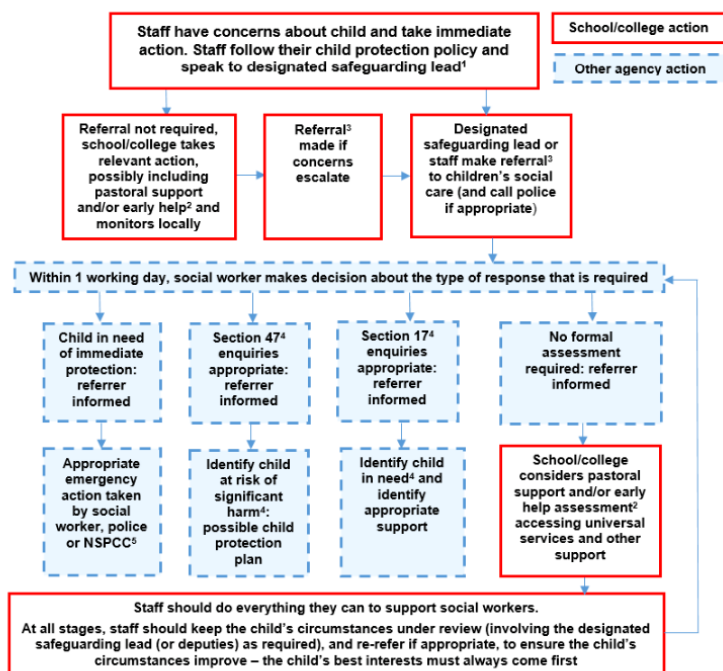 Staff have concerns about child and take immediate
action. Staff follow their child protection policy and
speak to designated safeguarding lead¹
School/college action
Other agency action
Referral not required,
school/college takes
relevant action,
possibly including
pastoral support
and/or early help² and
monitors locally
Referral³
made if
concerns
escalate
Designated
safeguarding lead or
staff make referral³
to children's social
care (and call police
if appropriate)
Within 1 working day, social worker makes decision about the type of response that is required
Child in need
of immediate
protection:
referrer
informed
Section 47⁴
enquiries
appropriate:
referrer
informed
Section 17⁴
enquiries
appropriate:
referrer
informed
No formal
assessment
required: referrer
informed
Appropriate
emergency
action taken
by social
worker, police
or NSPCC⁵
Identify child
at risk of
significant
harm⁴:
possible child
protection
plan
Identify child
in need⁴ and
identify
appropriate
support
School/college
considers pastoral
support and/or early
help assessment²
accessing universal
services and other
support
Staff should do everything they can to support social workers.
At all stages, staff should keep the child's circumstances under review (involving the designated
safeguarding lead (or deputies) as required), and re-refer if appropriate, to ensure the child's
circumstances improve – the child's best interests must always come first